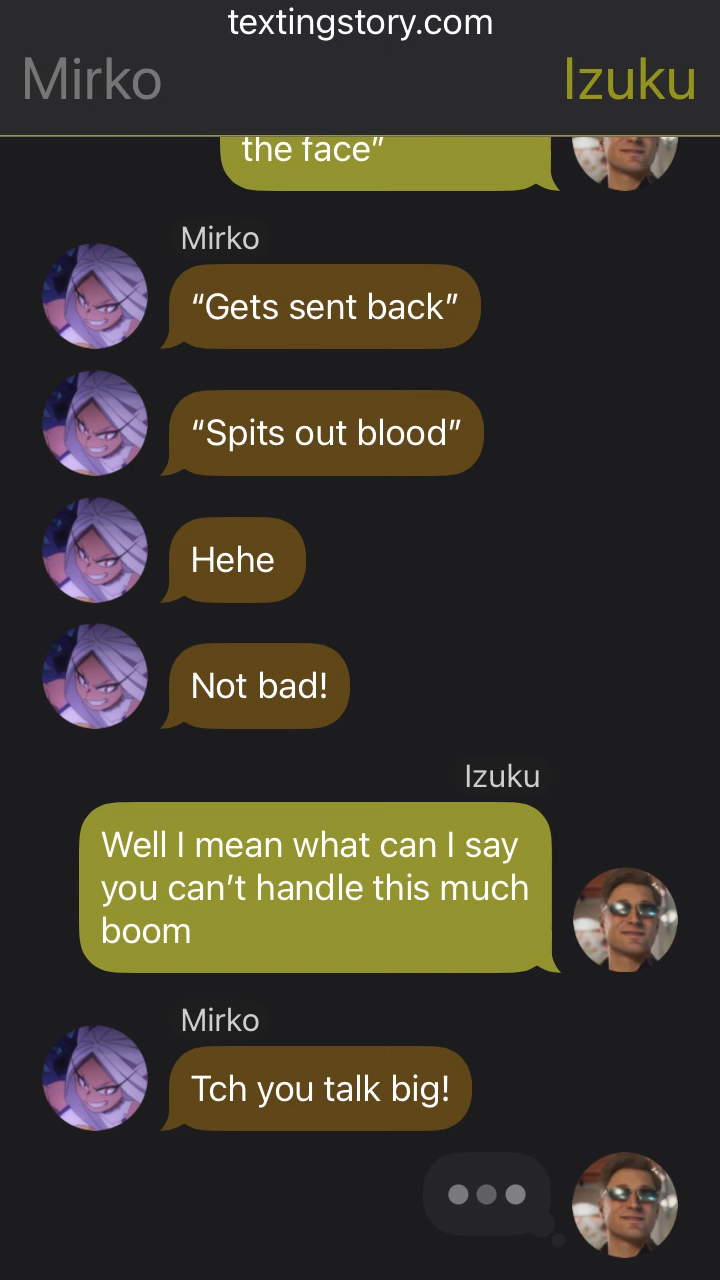 textingstory.com
Mirko
Izuku
the face”
Mirko
“Gets sent back”
“Spits out blood”
Hehe
Not bad!
Izuku
Well I mean what can I say
you can’t handle this much
boom
Mirko
Tch you talk big!